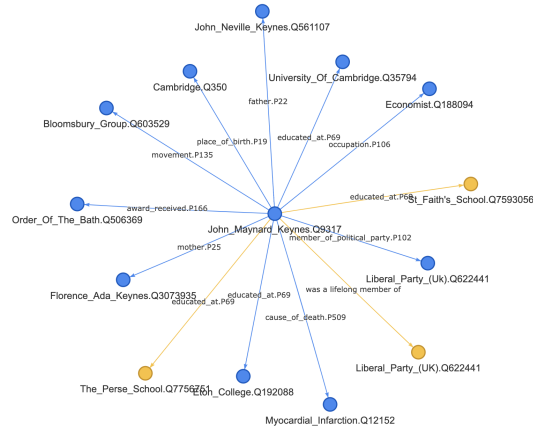 John_Neville_Keynes.Q561107
University_Of_Cambridge.Q35794
Cambridge.Q350
Economist.Q188094
father.P22
Bloomsbury_Group.Q603529
educated_at.P69
occupation.P106
place_of_birth.P19
movement.P135
educated_at.P69
St_Faith's_School.Q7593056
award_received.P166
Order_Of_The_Bath.Q506369
John_Maynard_Keynes.Q9317
member_of_political_party.P102
mother.P25
Liberal_Party_(Uk).Q622441
Florence_Ada_Keynes.Q3073935
was a lifelong member of
educated_at.P69
educated_at.P69
cause_of_death.P509
Liberal_Party_(UK).Q622441
The_Perse_School.Q7756751
Eton_College.Q192088
Myocardial_Infarction.Q12152